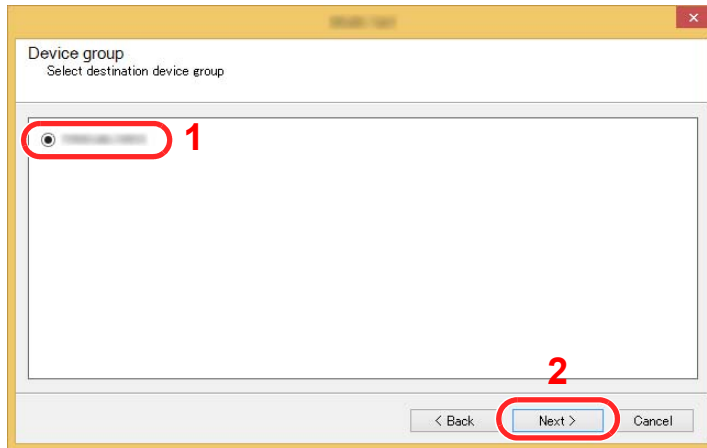 Device group
Select destination device group
1
2
< Back
Next >
Cancel